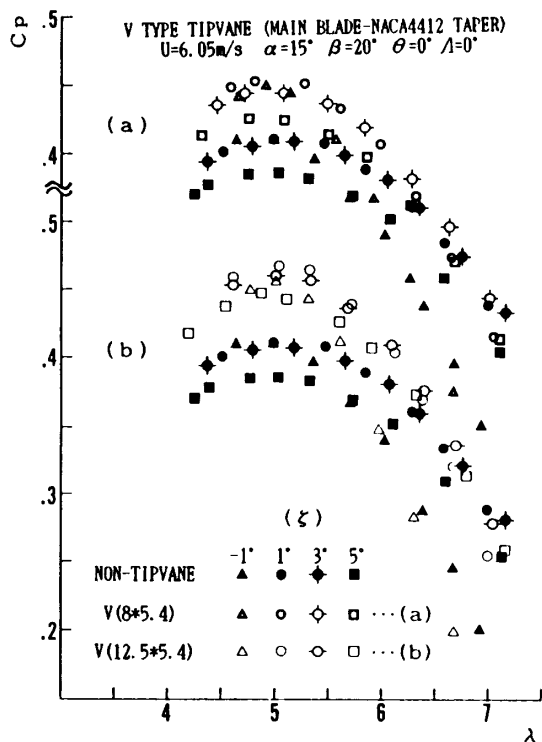 V TYPE TIPVANE (MAIN BLADE-NACA4412 TAPER)
U=6.05m/s α=15° β=20° θ=0° Λ=0°
Cp
.5
(a)
.4
.5
.4
(b)
.3
.2
(ζ)
-1° 1° 3° 5°
NON-TIPVANE
V(8*5.4) ···(a)
V(12.5*5.4) ···(b)
4 5 6 7
λ